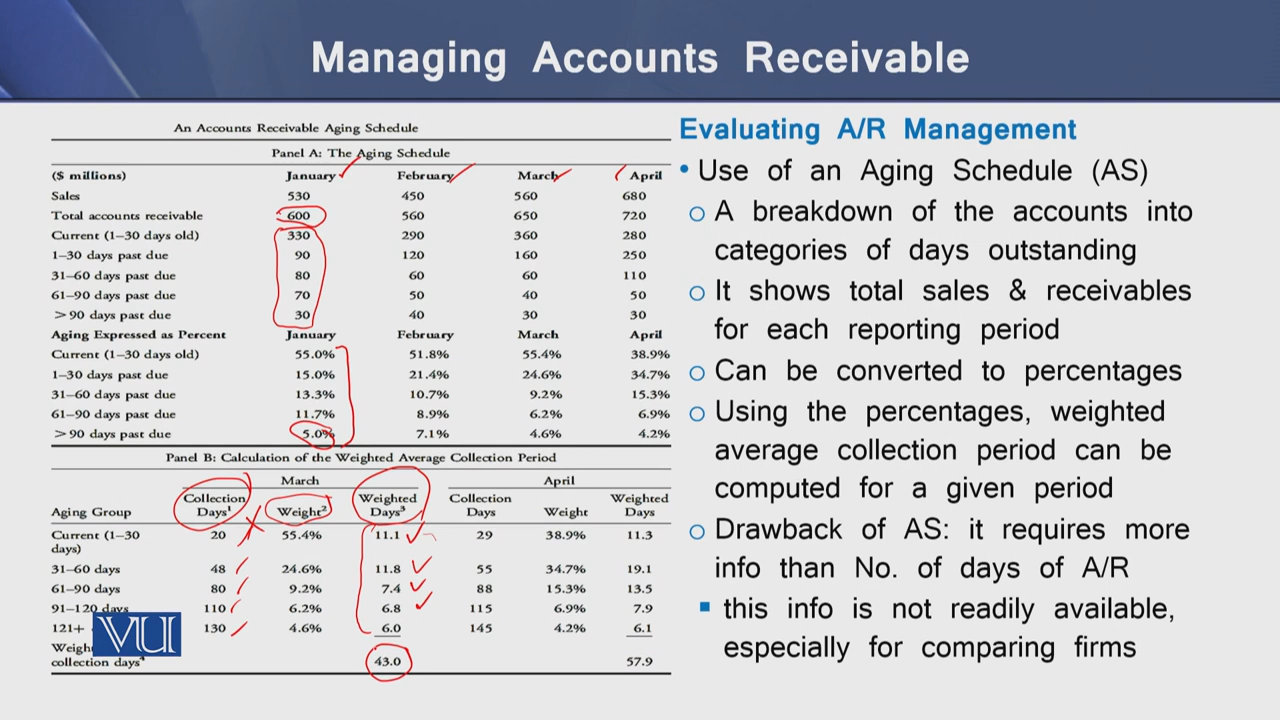 Managing Accounts Receivable
An Accounts Receivable Aging Schedule
Panel A: The Aging Schedule
($ millions) January February March April
Sales 530 450 560 680
Total accounts receivable 600 560 650 720
Current (1–30 days old) 330 290 360 280
1–30 days past due 90 120 160 250
31–60 days past due 80 60 60 110
61–90 days past due 70 50 40 50
>90 days past due 30 40 30 30
Aging Expressed as Percent January February March April
Current (1–30 days old) 55.0% 51.8% 55.4% 38.9%
1–30 days past due 15.0% 21.4% 24.6% 34.7%
31–60 days past due 13.3% 10.7% 9.2% 15.3%
61–90 days past due 11.7% 8.9% 6.2% 6.9%
>90 days past due 5.0% 7.1% 4.6% 4.2%
Panel B: Calculation of the Weighted Average Collection Period
March April
Collection Weighted Collection Weighted
Aging Group Days¹ Weight² Days³ Days Weight Days
Current (1–30 20 55.4% 11.1 29 38.9% 11.3
days)
31–60 days 48 24.6% 11.8 55 34.7% 19.1
61–90 days 80 9.2% 7.4 88 15.3% 13.5
91–120 days 110 6.2% 6.8 115 6.9% 7.9
121+ 130 4.6% 6.0 145 4.2% 6.1
collection days⁴ 43.0 57.9
VU
Evaluating A/R Management
• Use of an Aging Schedule (AS)
o A breakdown of the accounts into
categories of days outstanding
o It shows total sales & receivables
for each reporting period
o Can be converted to percentages
o Using the percentages, weighted
average collection period can be
computed for a given period
o Drawback of AS: it requires more
info than No. of days of A/R
▪ this info is not readily available,
especially for comparing firms